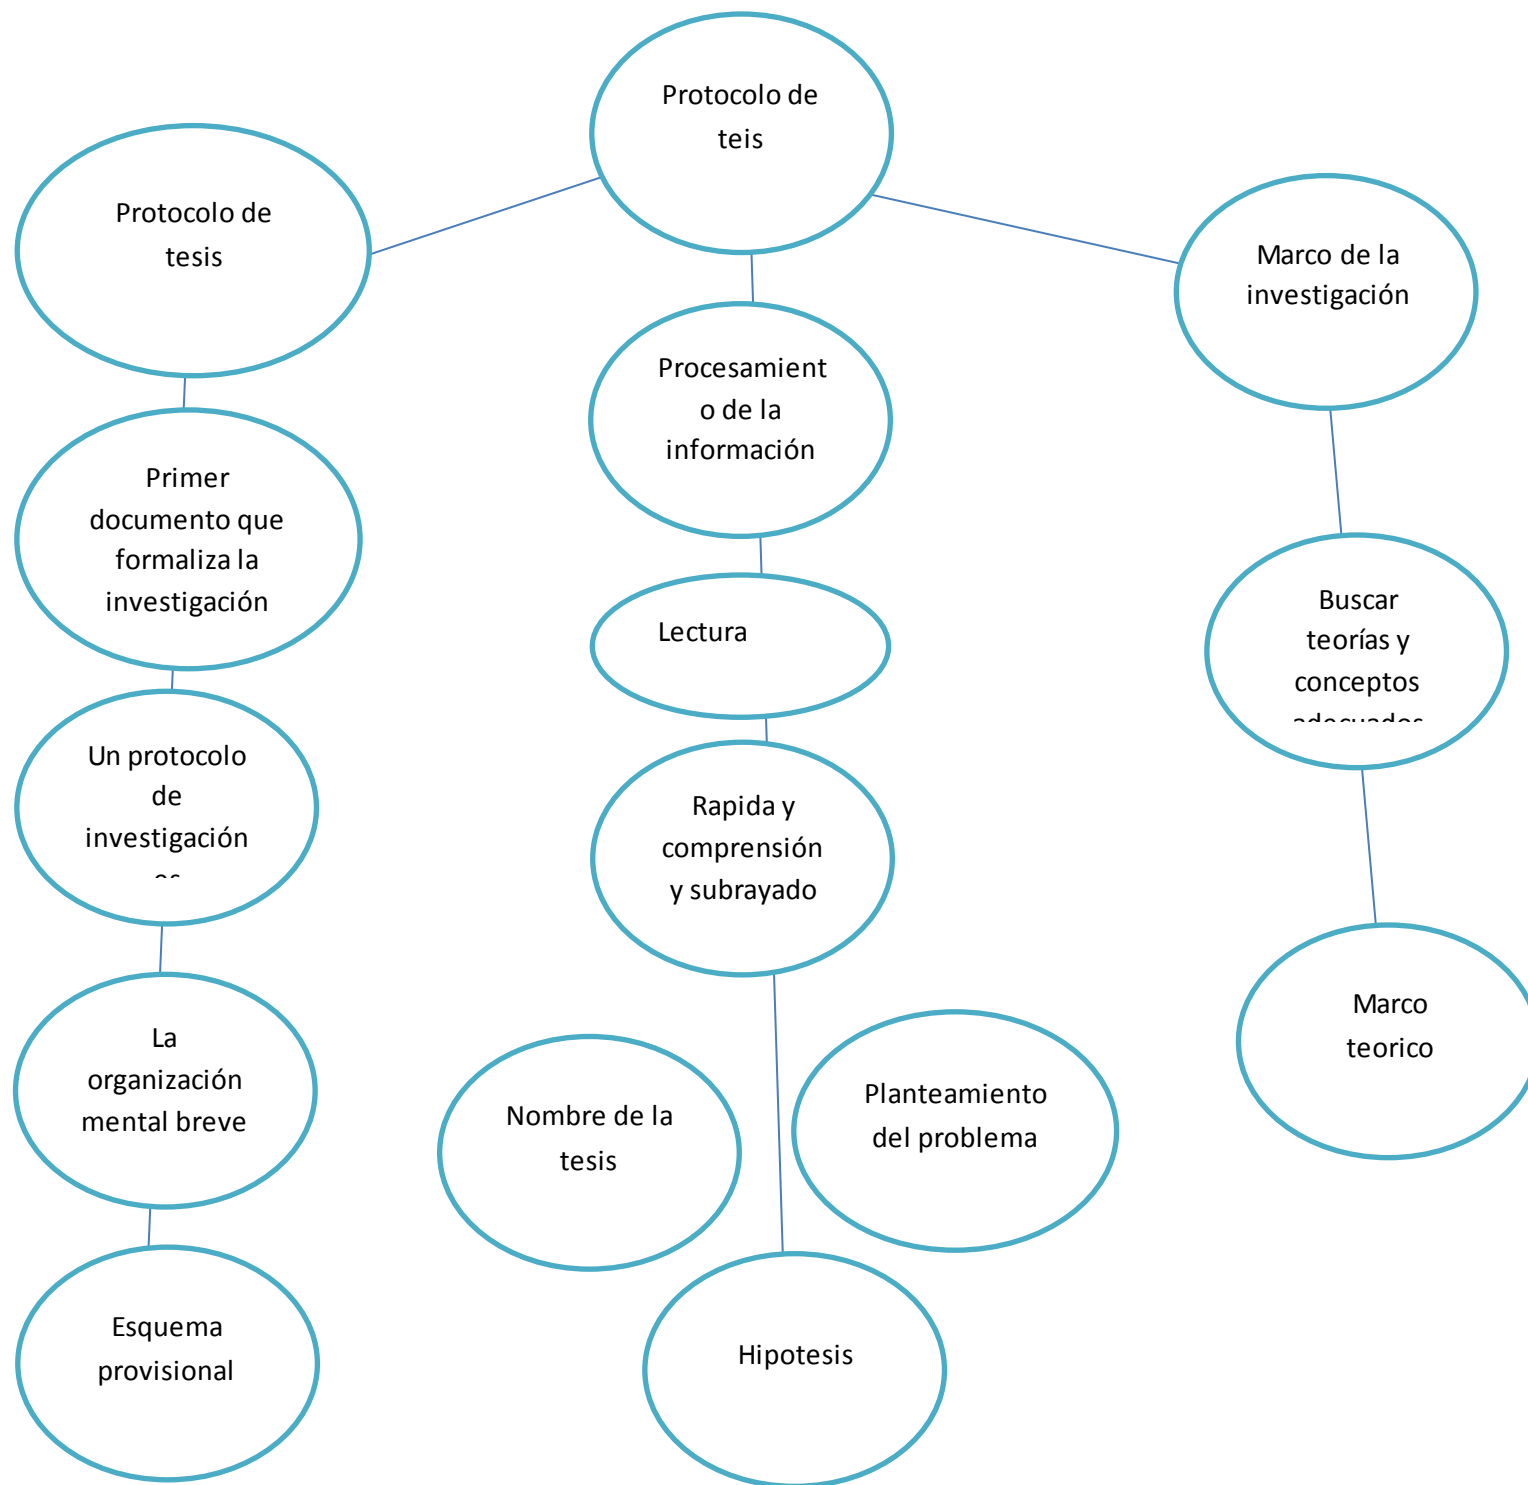 Protocolo de
teis
Protocolo de
tesis
Marco de la
investigación
Procesamient
o de la
información
Primer
documento que
formaliza la
investigación
Lectura
Buscar
teorías y
conceptos
adecuados
Un protocolo
de
investigación
es
Rapida y
comprensión
y subrayado
La
organización
mental breve
Nombre de la
tesis
Planteamiento
del problema
Marco
teorico
Esquema
provisional
Hipotesis